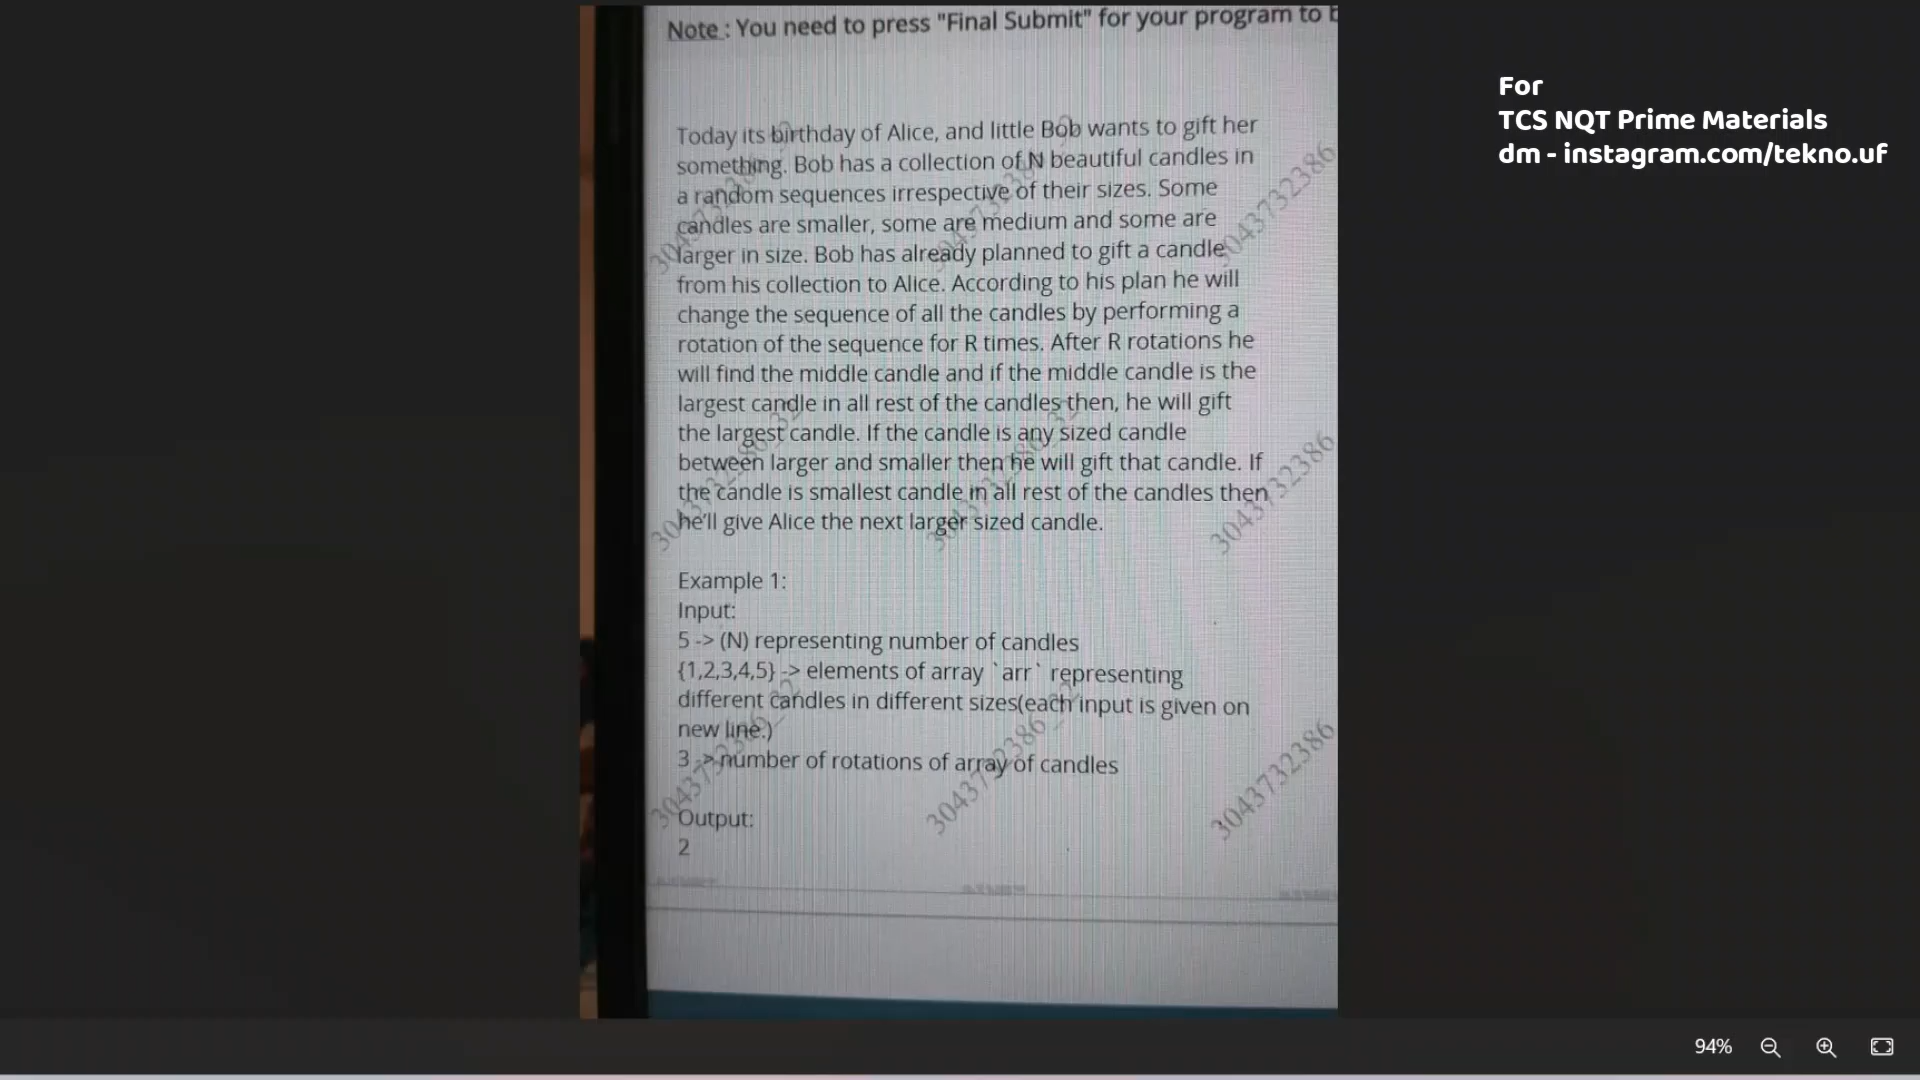 Note : You need to press "Final Submit" for your program to
For
TCS NQT Prime Materials
dm - instagram.com/tekno.uf
Today its birthday of Alice, and little Bob wants to gift her
something. Bob has a collection of N beautiful candles in
a random sequences irrespective of their sizes. Some
candles are smaller, some are medium and some are
larger in size. Bob has already planned to gift a candle
from his collection to Alice. According to his plan he will
change the sequence of all the candles by performing a
rotation of the sequence for R times. After R rotations he
will find the middle candle and if the middle candle is the
largest candle in all rest of the candles then, he will gift
the largest candle. If the candle is any sized candle
between larger and smaller then he will gift that candle. If
the candle is smallest candle in all rest of the candles then
he'll give Alice the next larger sized candle.
Example 1:
Input:
5 -> (N) representing number of candles
{1,2,3,4,5} -> elements of array `arr` representing
different candles in different sizes(each input is given on
new line.)
3 -> number of rotations of array of candles
Output:
2
3043732386
3043732386
3043732386
3043732386
3043732386
94%